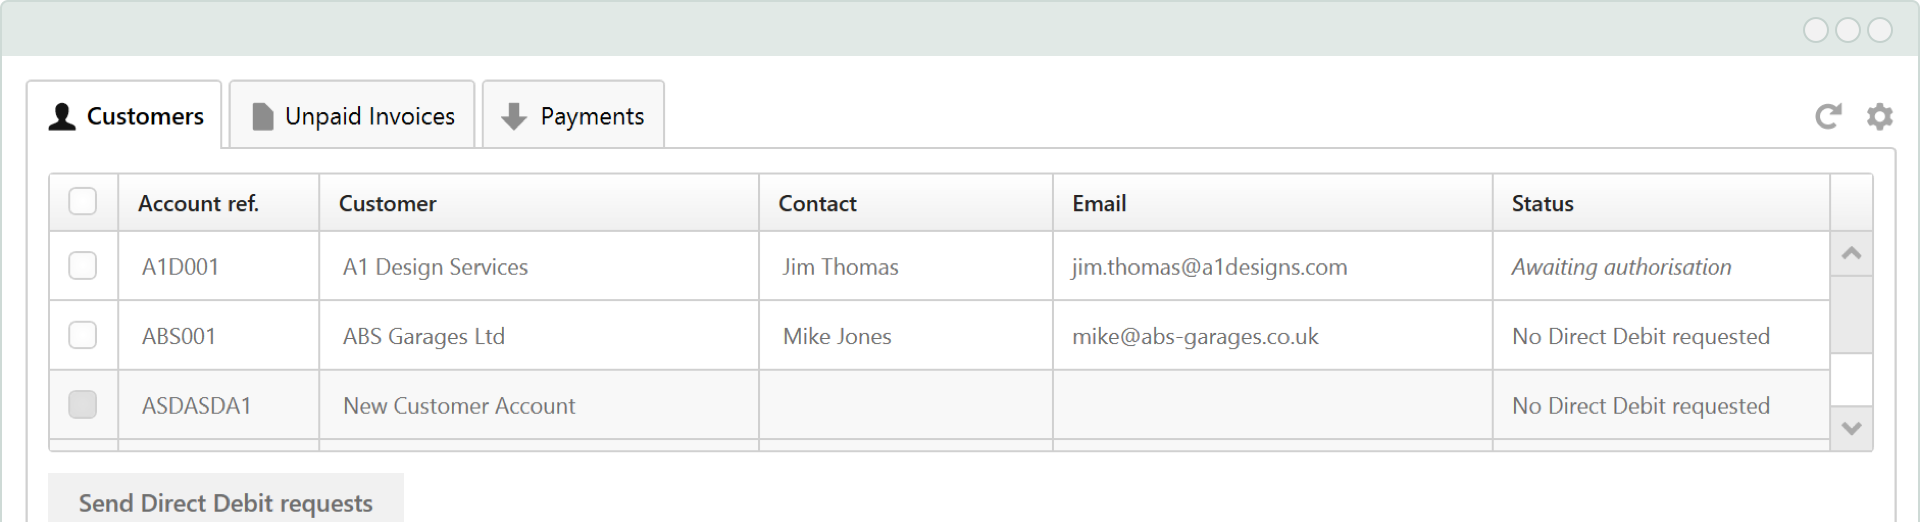 Customers Unpaid Invoices Payments
Account ref. Customer Contact Email Status
A1D001 A1 Design Services Jim Thomas jim.thomas@a1designs.com Awaiting authorisation
ABS001 ABS Garages Ltd Mike Jones mike@abs-garages.co.uk No Direct Debit requested
ASDASDA1 New Customer Account No Direct Debit requested
Send Direct Debit requests